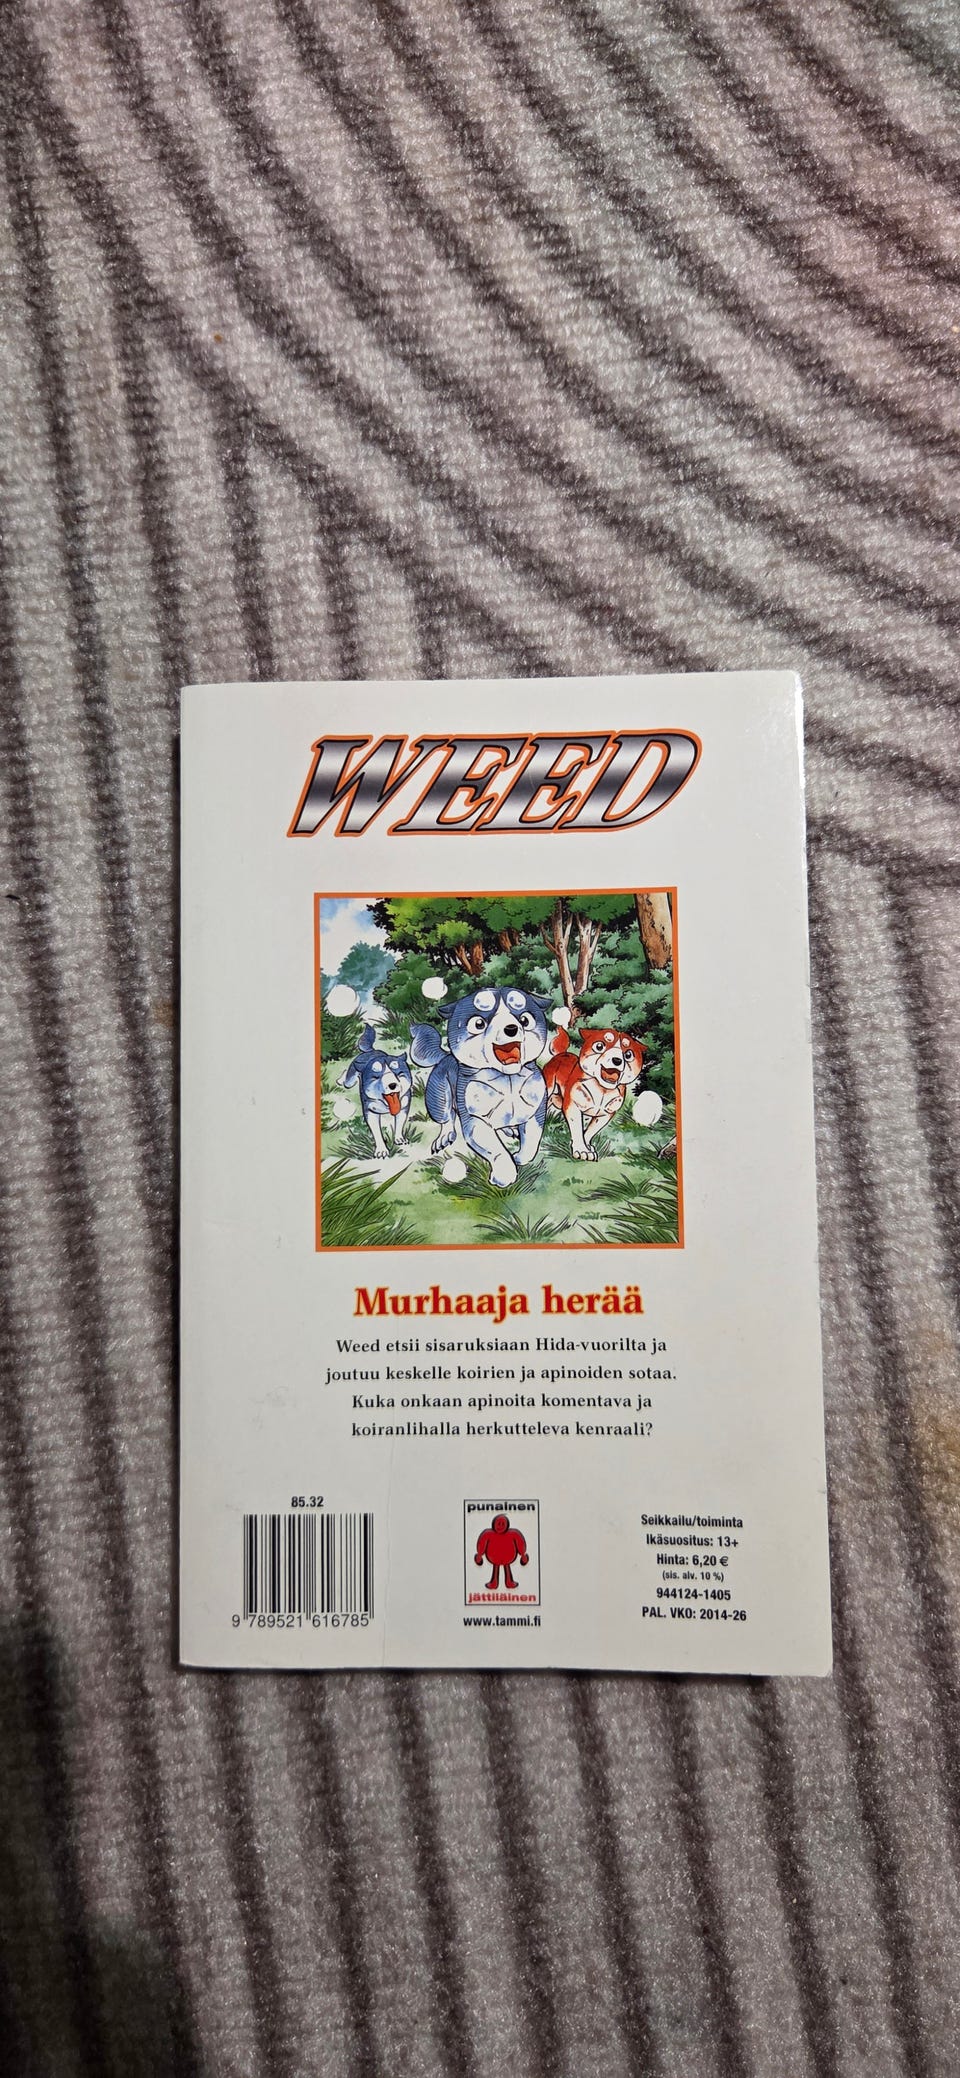 WEED
Murhaaja herää
Weed etsii sisaruksiaan Hida-vuorilta ja
joutuu keskelle koirien ja apinoiden sotaa.
Kuka onkaan apinoita komentava ja
koiranlihalla herkutteleva kenraali?
85.32
9 789521 616785
punainen
jättiläinen
www.tammi.fi
Seikkailu/toiminta
Ikäsuositus: 13+
Hinta: 6,20 €
(sis. alv. 10 %)
944124-1405
PAL. VKO: 2014-26